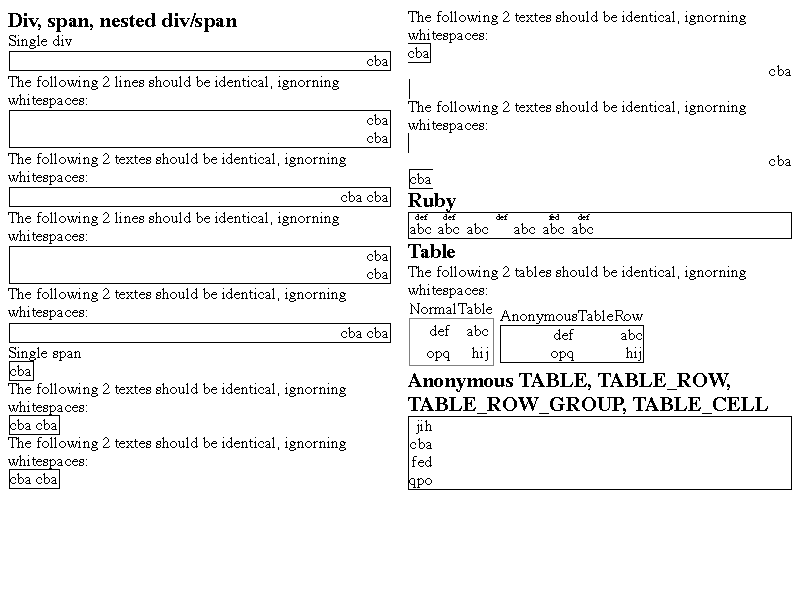 Div, span, nested div/span
Single div
cba
The following 2 lines should be identical, ignorning
whitespaces:
cba
cba
The following 2 textes should be identical, ignorning
whitespaces:
cba cba
The following 2 lines should be identical, ignorning
whitespaces:
cba
cba
The following 2 textes should be identical, ignorning
whitespaces:
cba cba
Single span
cba
The following 2 textes should be identical, ignorning
whitespaces:
cba cba
The following 2 textes should be identical, ignorning
whitespaces:
cba cba
The following 2 textes should be identical, ignorning
whitespaces:
cba
cba
The following 2 textes should be identical, ignorning
whitespaces:
cba
cba
Ruby
def def def fed def
abc abc abc abc abc abc
Table
The following 2 tables should be identical, ignorning
whitespaces:
NormalTable
def abc
opq hij
AnonymousTableRow
def abc
opq hij
Anonymous TABLE, TABLE_ROW,
TABLE_ROW_GROUP, TABLE_CELL
jih
cba
fed
qpo